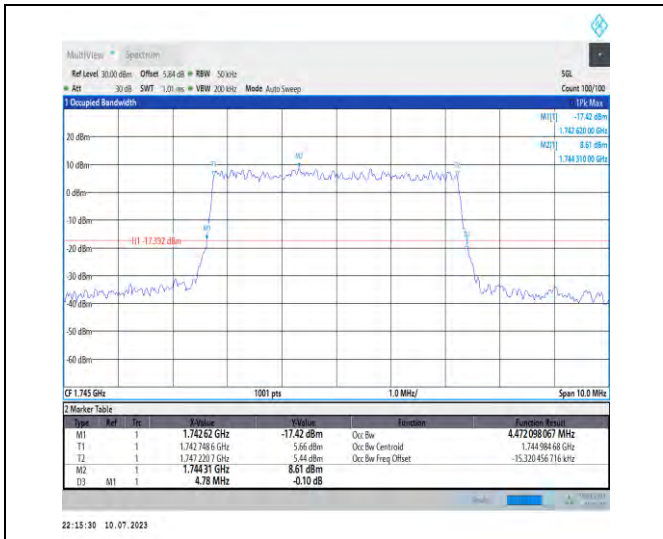 MultiView Spectrum
Ref Level 30.00 dBm Offset 5.84 dB RBW 50 kHz SGL
Att 30 dB SWT 1.01 ms VBW 200 kHz Mode Auto Sweep Count 100/100
1 Occupied Bandwidth 1Pk Max
M1[1] -17.42 dBm
1.742 620 00 GHz
M2[1] 8.61 dBm
1.744 310 00 GHz
20 dBm
10 dBm
M2
T1
0 dBm
-10 dBm
M1
H1 -17.392 dBm
-20 dBm
-30 dBm
-40 dBm
-50 dBm
-60 dBm
CF 1.745 GHz 1001 pts 1.0 MHz/ Span 10.0 MHz
2 Marker Table
Type Ref Trc X-Value Y-Value Function Function Result
M1 1 1.742 62 GHz -17.42 dBm Occ Bw 4.472 098 067 MHz
T1 1 1.742 748 6 GHz 5.66 dBm Occ Bw Centroid 1.744 984 68 GHz
T2 1 1.747 220 7 GHz 5.44 dBm Occ Bw Freq Offset -15.320 456 716 kHz
M2 1 1.744 31 GHz 8.61 dBm
D3 M1 1 4.78 MHz -0.10 dB
22:15:30 10.07.2023